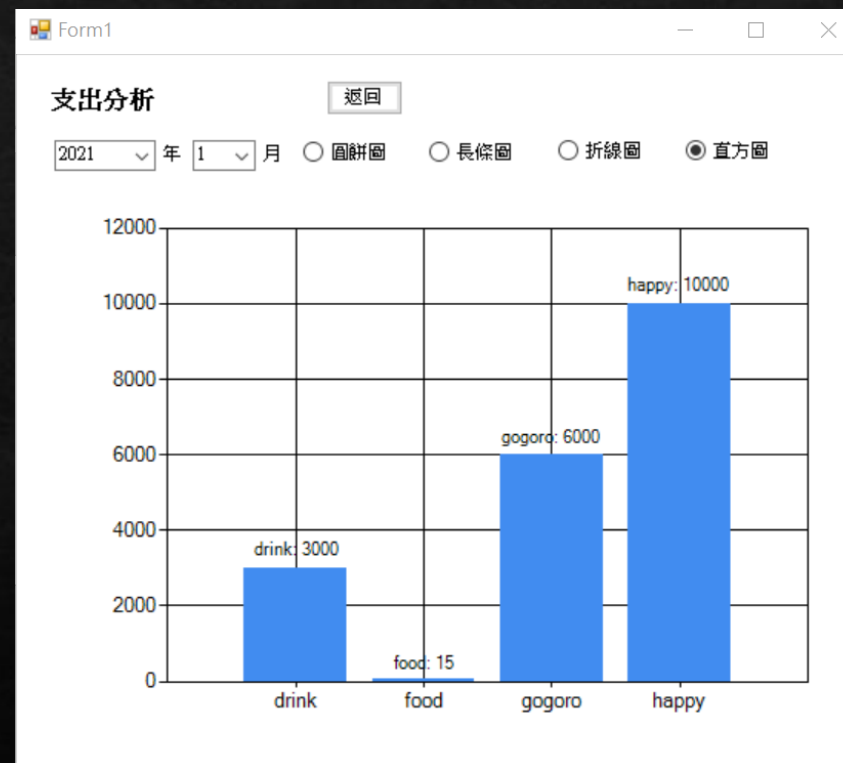 Form1
支出分析 返回
2021 年 1 月 圓餅圖 長條圖 折線圖 直方圖
12000
happy: 10000
10000
8000
gogoro: 6000
6000
4000
drink: 3000
2000
food: 15
0
drink food gogoro happy